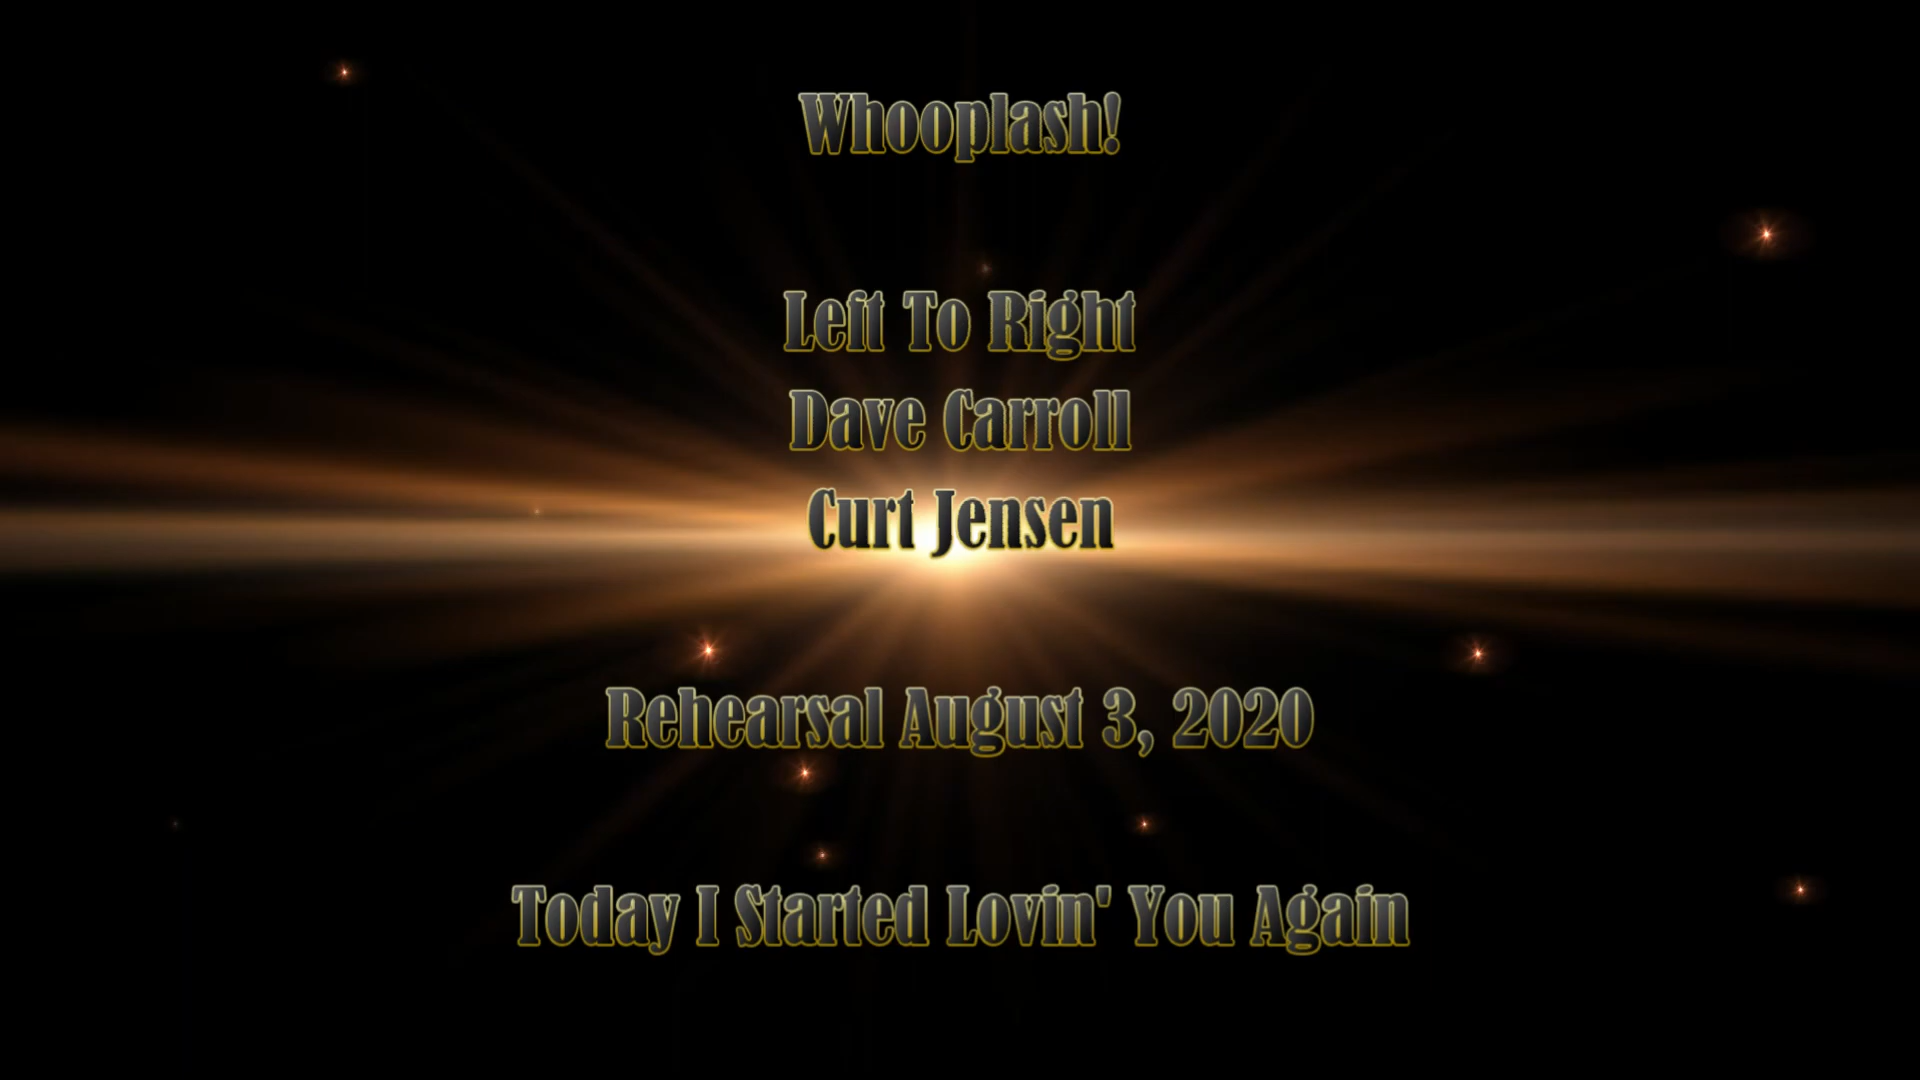 Whooplash!
Left To Right
Dave Carroll
Curt Jensen
Rehearsal August 3, 2020
Today I Started Lovin' You Again